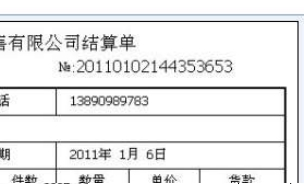 售有限公司结算单
№:20110102144353653
话 13890989783
期 2011年 1月 6日
件数 数量 单价 货款